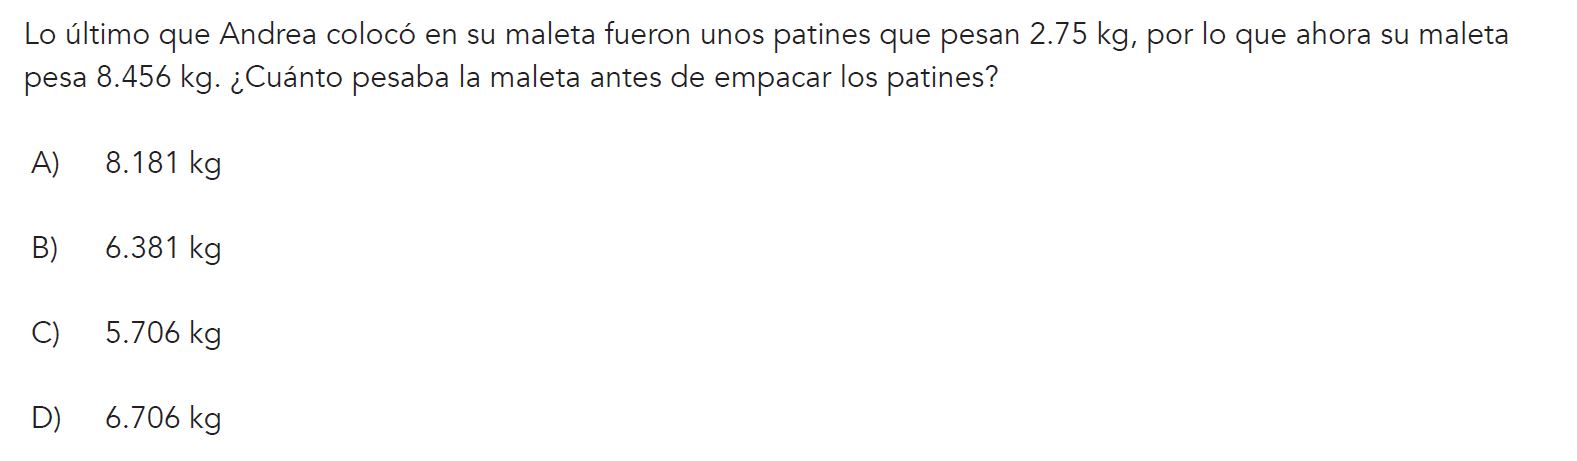 Lo último que Andrea colocó en su maleta fueron unos patines que pesan 2.75 kg, por lo que ahora su maleta
pesa 8.456 kg. ¿Cuánto pesaba la maleta antes de empacar los patines?
A) 8.181 kg
B) 6.381 kg
C) 5.706 kg
D) 6.706 kg